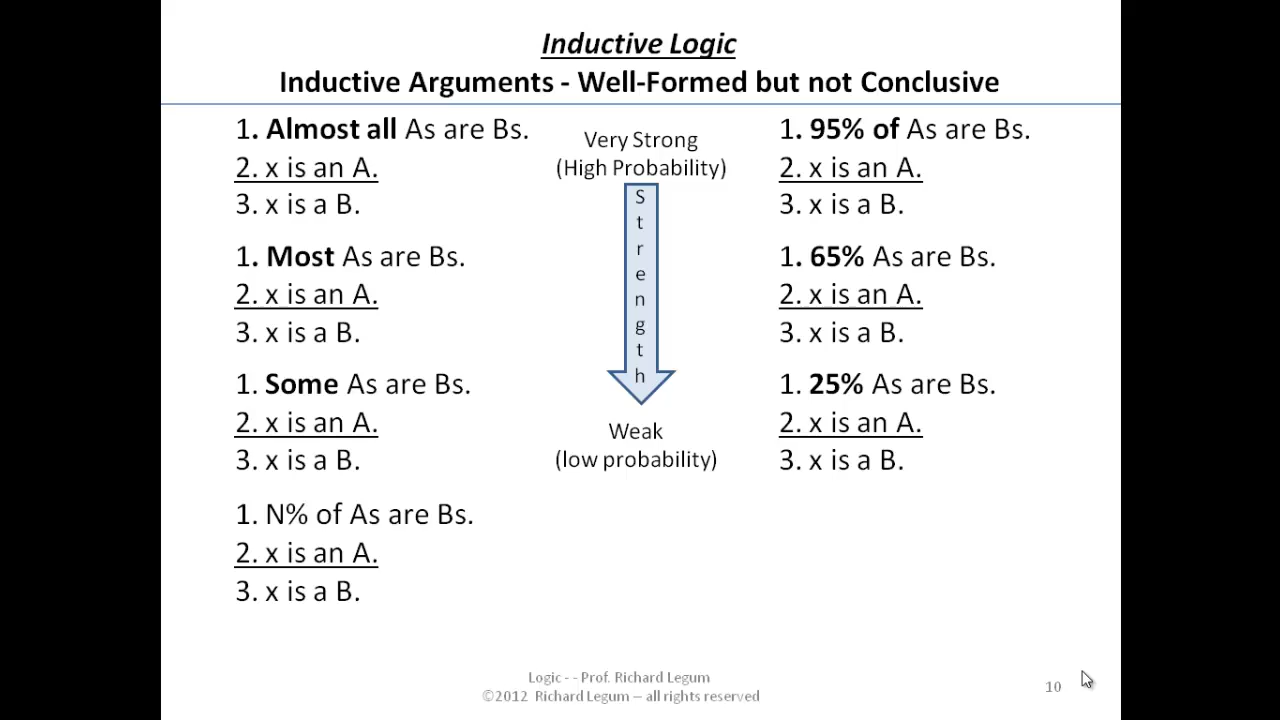 Inductive Logic
Inductive Arguments - Well-Formed but not Conclusive
1. Almost all As are Bs.
2. x is an A.
3. x is a B.
1. Most As are Bs.
2. x is an A.
3. x is a B.
1. Some As are Bs.
2. x is an A.
3. x is a B.
1. N% of As are Bs.
2. x is an A.
3. x is a B.
Very Strong
(High Probability)
S
t
r
e
n
g
t
h
Weak
(low probability)
1. 95% of As are Bs.
2. x is an A.
3. x is a B.
1. 65% As are Bs.
2. x is an A.
3. x is a B.
1. 25% As are Bs.
2. x is an A.
3. x is a B.
Logic - - Prof. Richard Legum
©2012 Richard Legum – all rights reserved
10